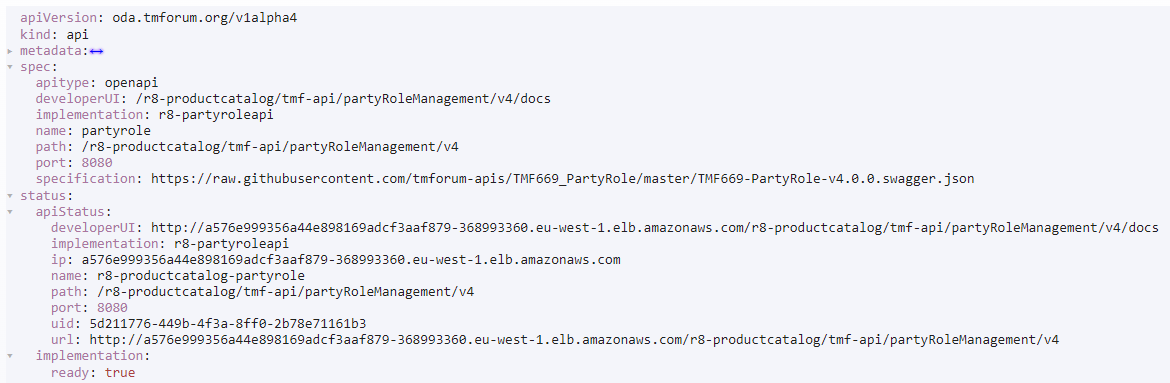 apiVersion: oda.tmforum.org/v1alpha4
kind: api
metadata:
spec:
apitype: openapi
developerUI: /r8-productcatalog/tmf-api/partyRoleManagement/v4/docs
implementation: r8-partyroleapi
name: partyrole
path: /r8-productcatalog/tmf-api/partyRoleManagement/v4
port: 8080
specification: https://raw.githubusercontent.com/tmforum-apis/TMF669_PartyRole/master/TMF669-PartyRole-v4.0.0.swagger.json
status:
apiStatus:
developerUI: http://a576e999356a44e898169adcf3aaf879-368993360.eu-west-1.elb.amazonaws.com/r8-productcatalog/tmf-api/partyRoleManagement/v4/docs
implementation: r8-partyroleapi
ip: a576e999356a44e898169adcf3aaf879-368993360.eu-west-1.elb.amazonaws.com
name: r8-productcatalog-partyrole
path: /r8-productcatalog/tmf-api/partyRoleManagement/v4
port: 8080
uid: 5d211776-449b-4f3a-8ff0-2b78e71161b3
url: http://a576e999356a44e898169adcf3aaf879-368993360.eu-west-1.elb.amazonaws.com/r8-productcatalog/tmf-api/partyRoleManagement/v4
implementation:
ready: true